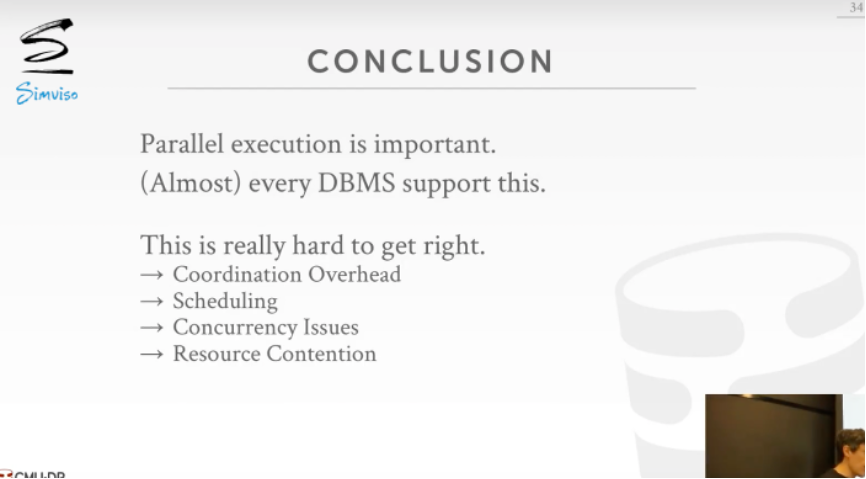 34
Simviso
CONCLUSION
Parallel execution is important.
(Almost) every DBMS support this.
This is really hard to get right.
→ Coordination Overhead
→ Scheduling
→ Concurrency Issues
→ Resource Contention
CMU·DB